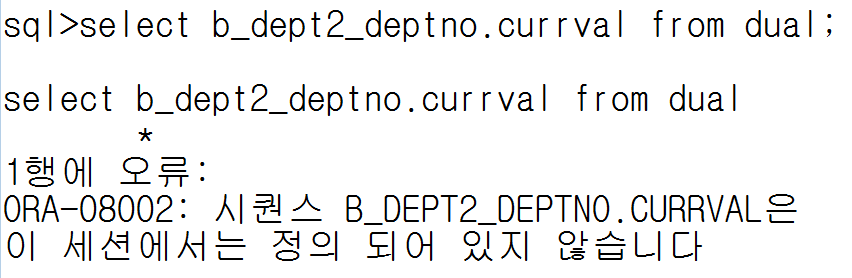 sql>select b_dept2_deptno.currval from dual;
select b_dept2_deptno.currval from dual
*
1행에 오류:
ORA-08002: 시퀀스 B_DEPT2_DEPTNO.CURRVAL은
이 세션에서는 정의 되어 있지 않습니다